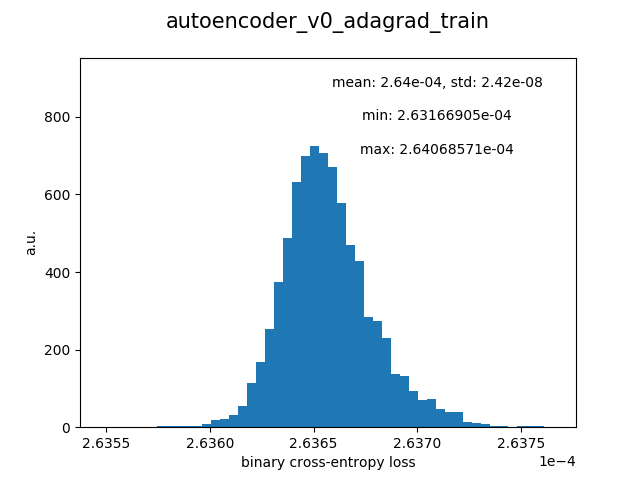 autoencoder_v0_adagrad_train
mean: 2.64e-04, std: 2.42e-08
min: 2.63166905e-04
max: 2.64068571e-04
a.u.
800
600
400
200
0
2.6355 2.6360 2.6365 2.6370 2.6375
binary cross-entropy loss
1e−4